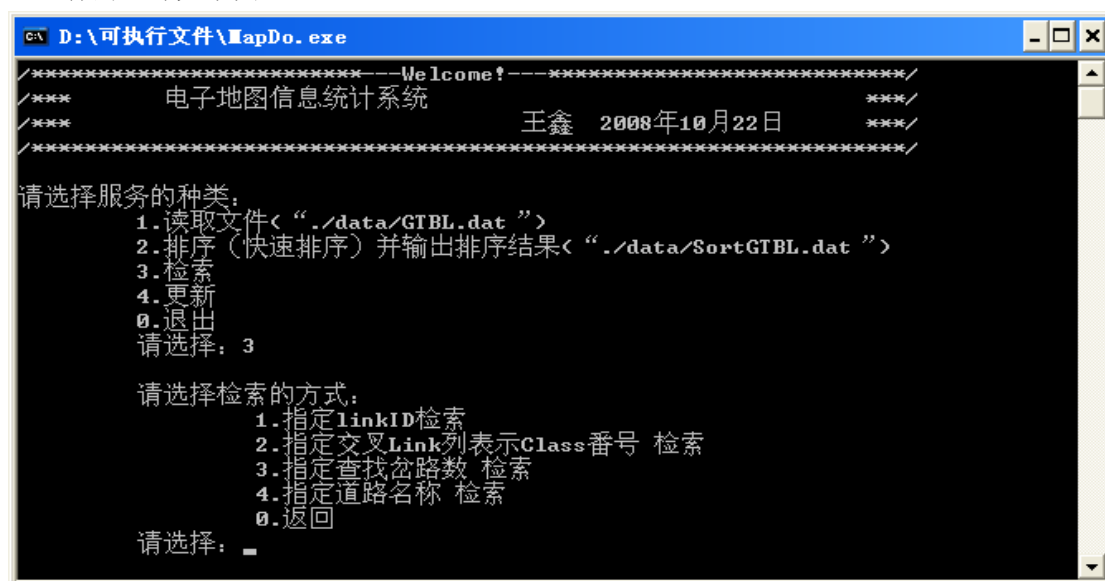 D:\可执行文件\MapDo.exe
/*************************---Welcome!---***************************/
/*** 电子地图信息统计系统 ***/
/*** 王鑫 2008年10月22日 ***/
/******************************************************************/
请选择服务的种类:
1.读取文件(“./data/GTBL.dat ”)
2.排序（快速排序）并输出排序结果(“./data/SortGTBL.dat ”)
3.检索
4.更新
0.退出
请选择: 3
请选择检索的方式:
1.指定linkID检索
2.指定交叉Link列表示Class番号 检索
3.指定查找岔路数 检索
4.指定道路名称 检索
0.返回
请选择: